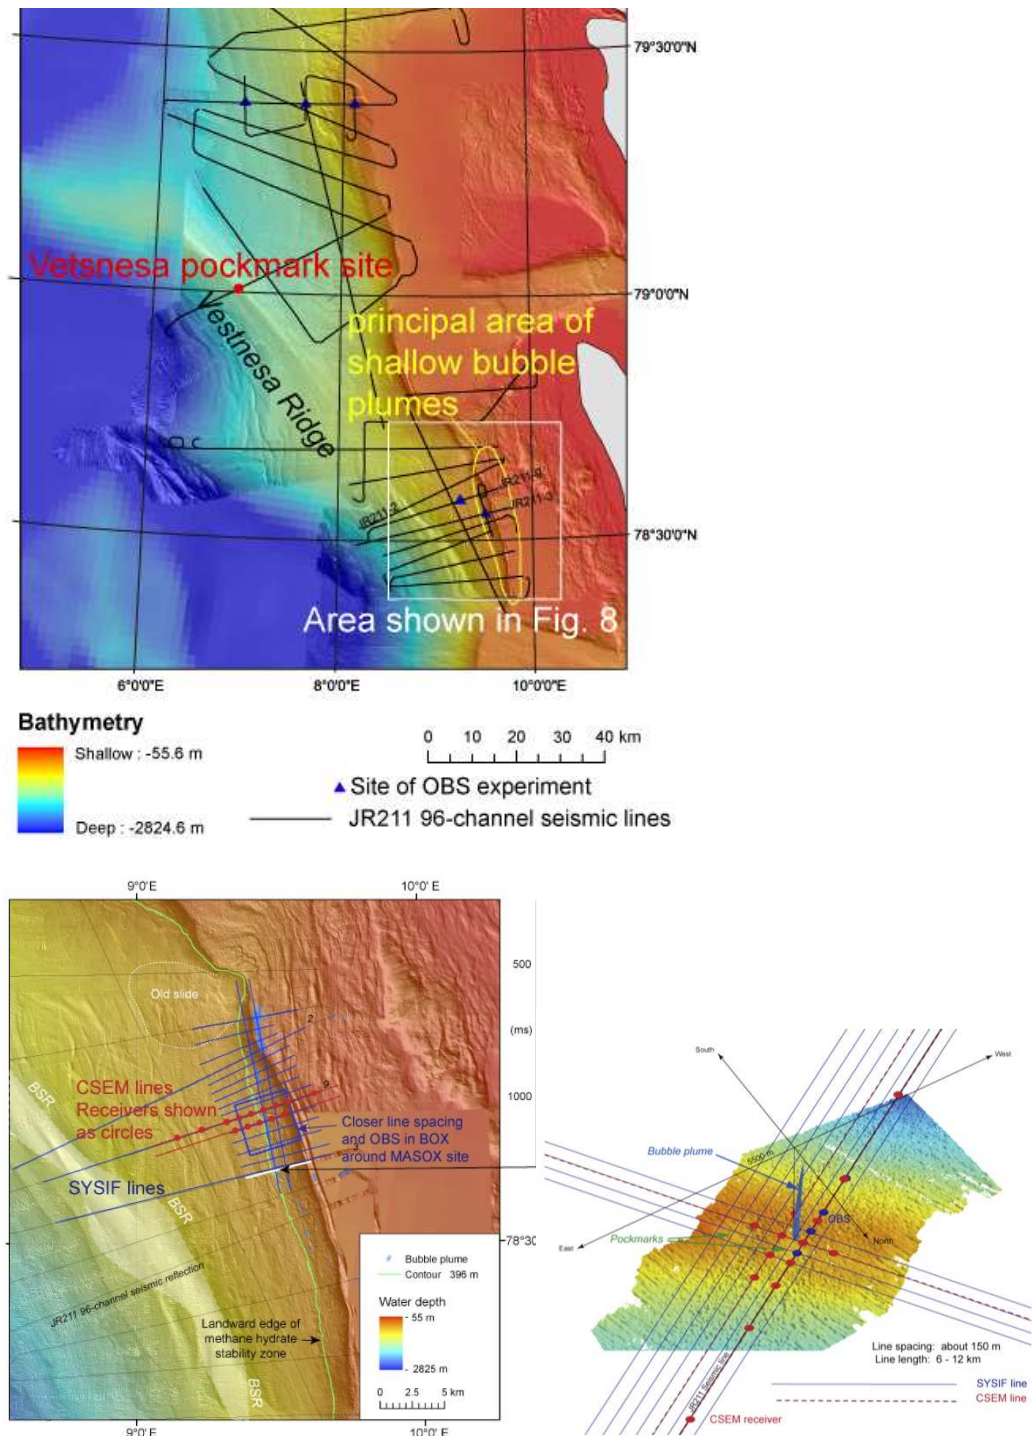 79°30'0"N
Vetsnesa pockmark site
79°0'0"N
Vestnesa Ridge
principal area of
shallow bubble
plumes
JR211-9
JR211-3
JR211-2
78°30'0"N
Area shown in Fig. 8
6°0'0"E
8°0'0"E
10°0'0"E
Bathymetry
Shallow : -55.6 m
Deep : -2824.6 m
0 10 20 30 40 km
Site of OBS experiment
JR211 96-channel seismic lines
9°0' E
10°0' E
500
(ms)
1000
Old slide
2
9
3
CSEM lines
Receivers shown
as circles
Closer line spacing
and OBS in BOX
around MASOX site
SYSIF lines
BSR
BSR
BSR
78°30
JR211 96-channel seismic reflection
Landward edge of
methane hydrate
stability zone
Bubble plume
Contour 396 m
Water depth
- 55 m
- 2825 m
0 2.5 5 km
9°0'E
10°0' E
South
West
5500 m
Bubble plume
OBS
Pockmarks
North
East
Line spacing: about 150 m
Line length: 6 - 12 km
JR211 Seismic line
SYSIF line
CSEM line
CSEM receiver